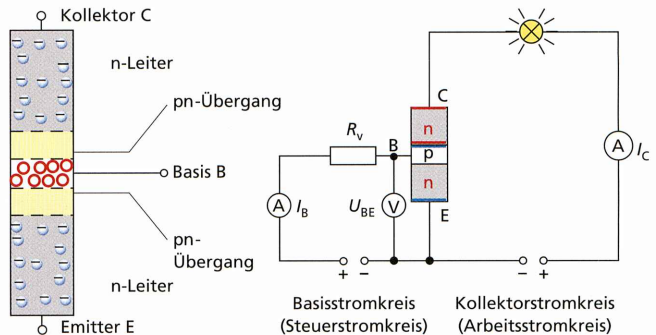 Kollektor C
n-Leiter
pn-Übergang
Basis B
pn-
Übergang
n-Leiter
Emitter E
C
n
R_v
B
p
A
I_C
n
A
I_B
U_BE
V
E
+ −
− +
Basisstromkreis
(Steuerstromkreis)
Kollektorstromkreis
(Arbeitsstromkreis)